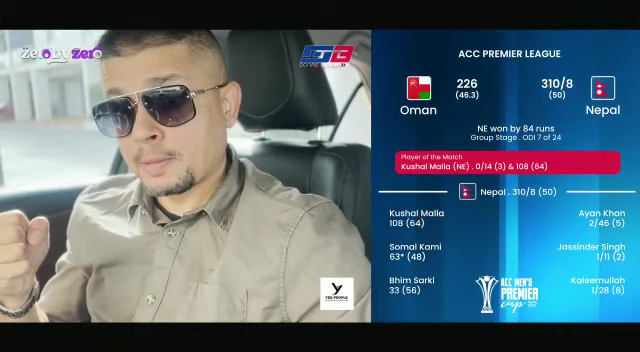 ZeroByZero
STB
ACC PREMIER LEAGUE
226
(46.3)
310/8
(50)
Oman
Nepal
NE won by 84 runs
Group Stage . ODI 7 of 24
Player of the Match
Kushal Malla (NE) . 0/14 (3) & 108 (64)
Nepal . 310/8 (50)
Kushal Malla
108 (64)
Ayan Khan
2/46 (5)
Somal Kami
63* (48)
Jassinder Singh
1/11 (2)
Bhim Sarki
33 (56)
Kaleemullah
1/28 (8)
Y
YES PEOPLE
ACC MEN'S
PREMIER
CUP